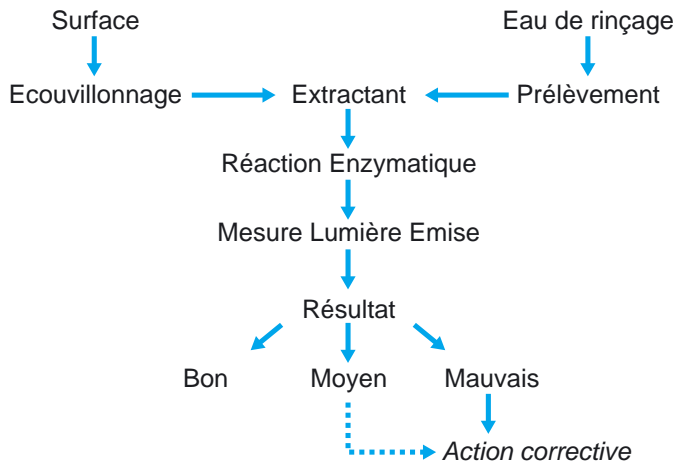 Surface
Eau de rinçage
Ecouvillonnage
Extractant
Prélèvement
Réaction Enzymatique
Mesure Lumière Emise
Résultat
Bon
Moyen
Mauvais
Action corrective